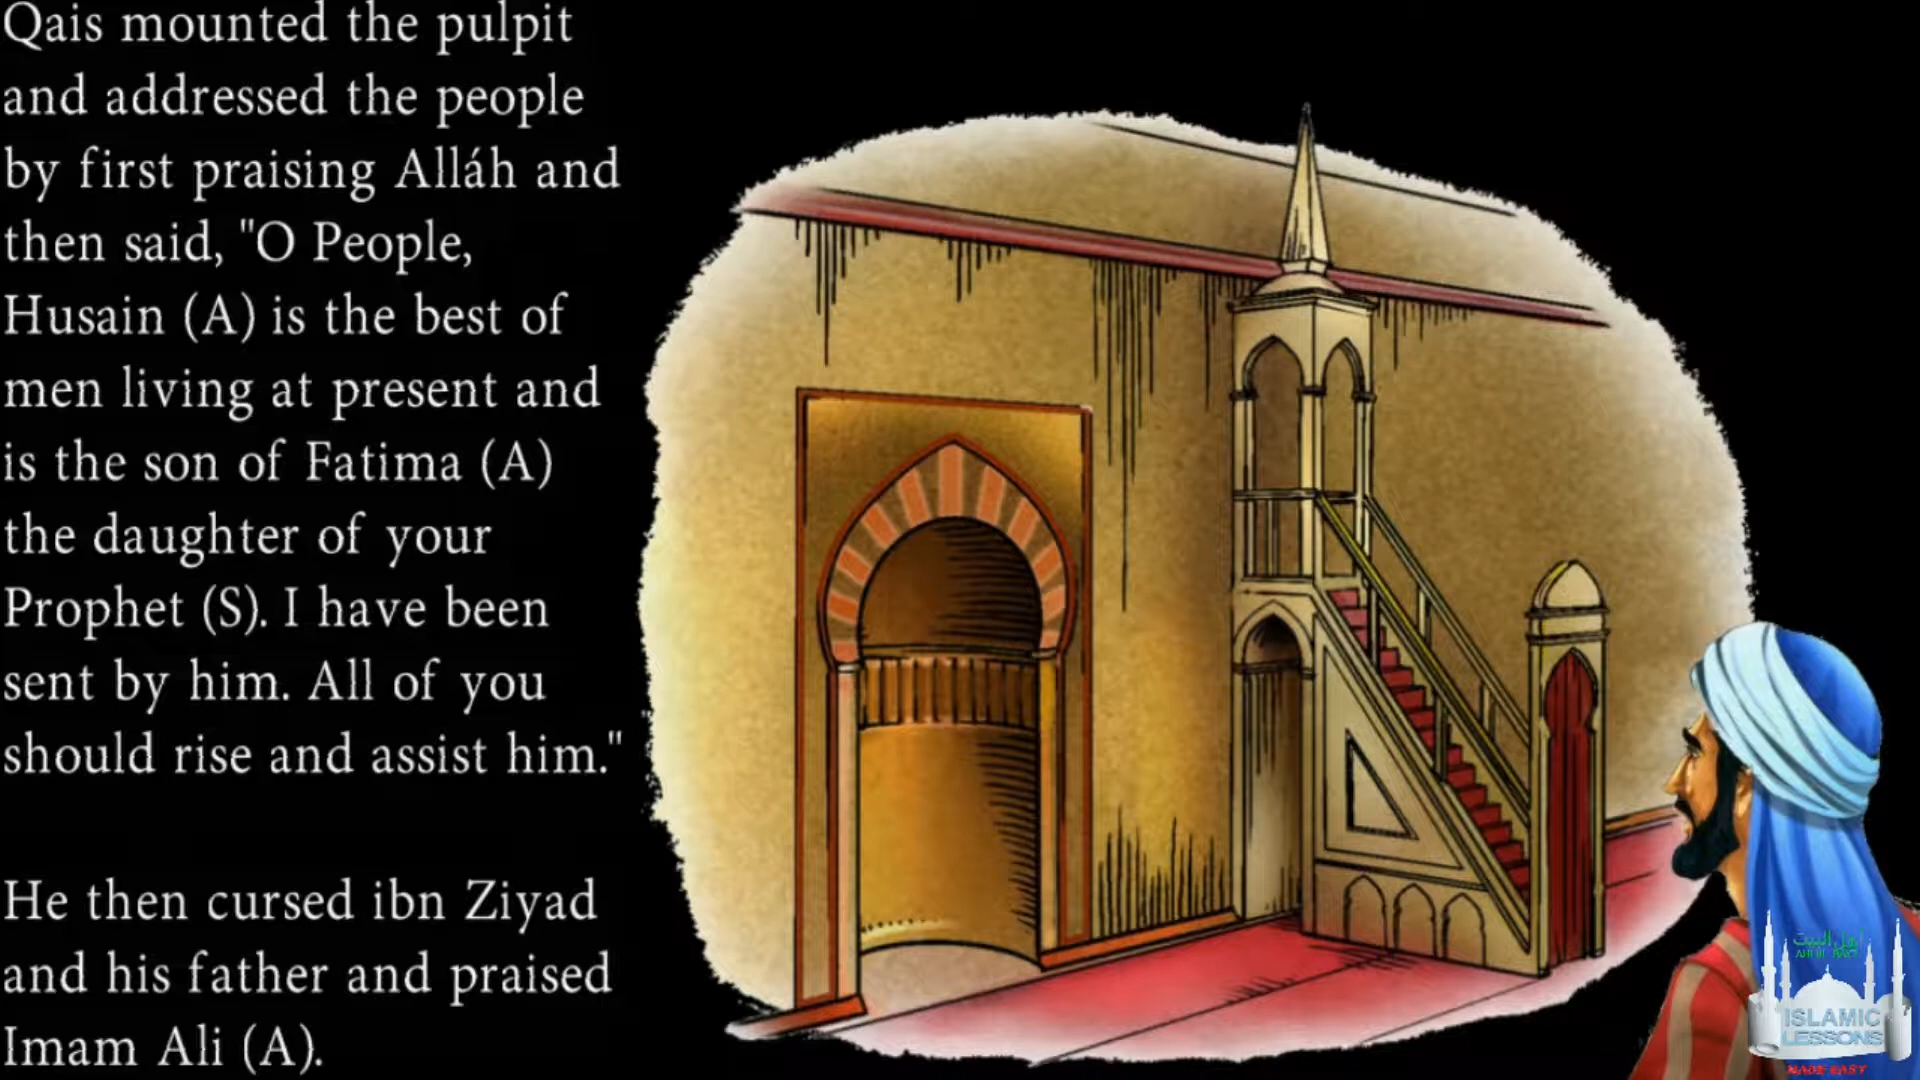 Qais mounted the pulpit
and addressed the people
by first praising Alláh and
then said, "O People,
Husain (A) is the best of
men living at present and
is the son of Fatima (A)
the daughter of your
Prophet (S). I have been
sent by him. All of you
should rise and assist him."
He then cursed ibn Ziyad
and his father and praised
Imam Ali (A).
ISLAMIC
LESSONS
MADE EASY